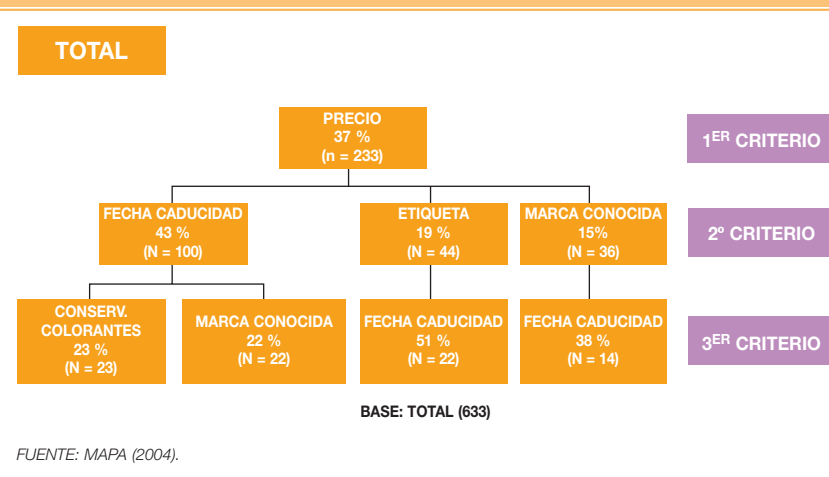 TOTAL
PRECIO
37 %
(n = 233)
1ER CRITERIO
FECHA CADUCIDAD
43 %
(N = 100)
ETIQUETA
19 %
(N = 44)
MARCA CONOCIDA
15%
(N = 36)
2º CRITERIO
CONSERV.
COLORANTES
23 %
(N = 23)
MARCA CONOCIDA
22 %
(N = 22)
FECHA CADUCIDAD
51 %
(N = 22)
FECHA CADUCIDAD
38 %
(N = 14)
3ER CRITERIO
BASE: TOTAL (633)
FUENTE: MAPA (2004).